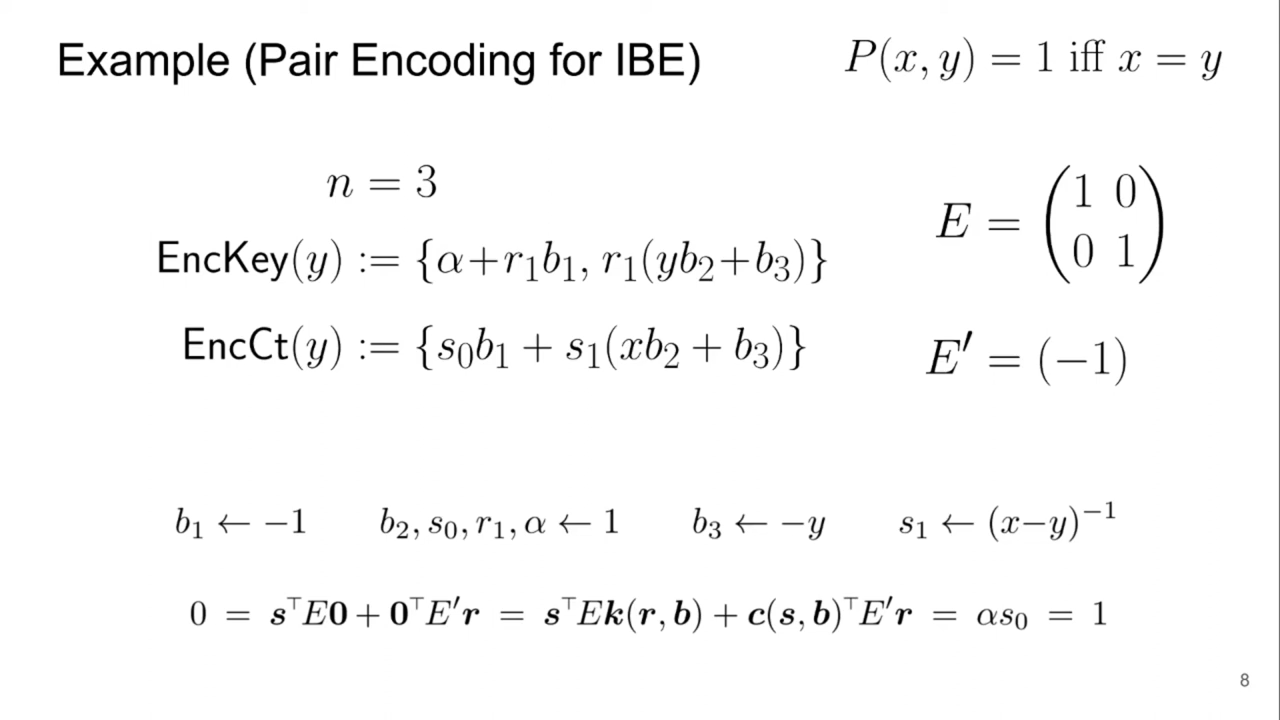 Example (Pair Encoding for IBE)
P(x, y) = 1 iff x = y
n = 3
EncKey(y) := {α+r₁b₁, r₁(yb₂+b₃)}
EncCt(y) := {s₀b₁ + s₁(xb₂ + b₃)}
E = (1 0
0 1)
E′ = (−1)
b₁ ← −1 b₂, s₀, r₁, α ← 1 b₃ ← −y s₁ ← (x−y)⁻¹
0 = s⊤E0 + 0⊤E′r = s⊤Ek(r, b) + c(s, b)⊤E′r = αs₀ = 1
8